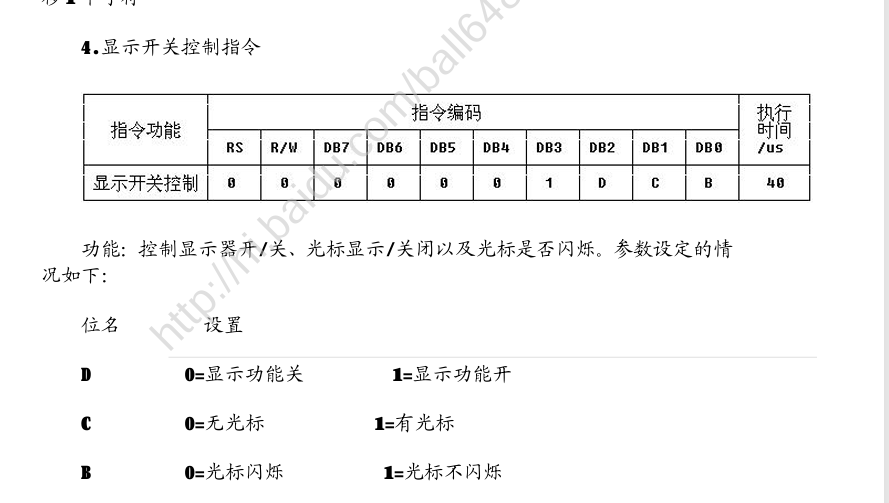 4.显示开关控制指令
指令功能 指令编码 执行时间/us
RS R/W DB7 DB6 DB5 DB4 DB3 DB2 DB1 DB0
显示开关控制 0 0 0 0 0 0 1 D C B 40
功能：控制显示器开/关、光标显示/关闭以及光标是否闪烁。参数设定的情
况如下：
位名 设置
D 0=显示功能关 1=显示功能开
C 0=无光标 1=有光标
B 0=光标闪烁 1=光标不闪烁
http://hi.baidu.com/ball648